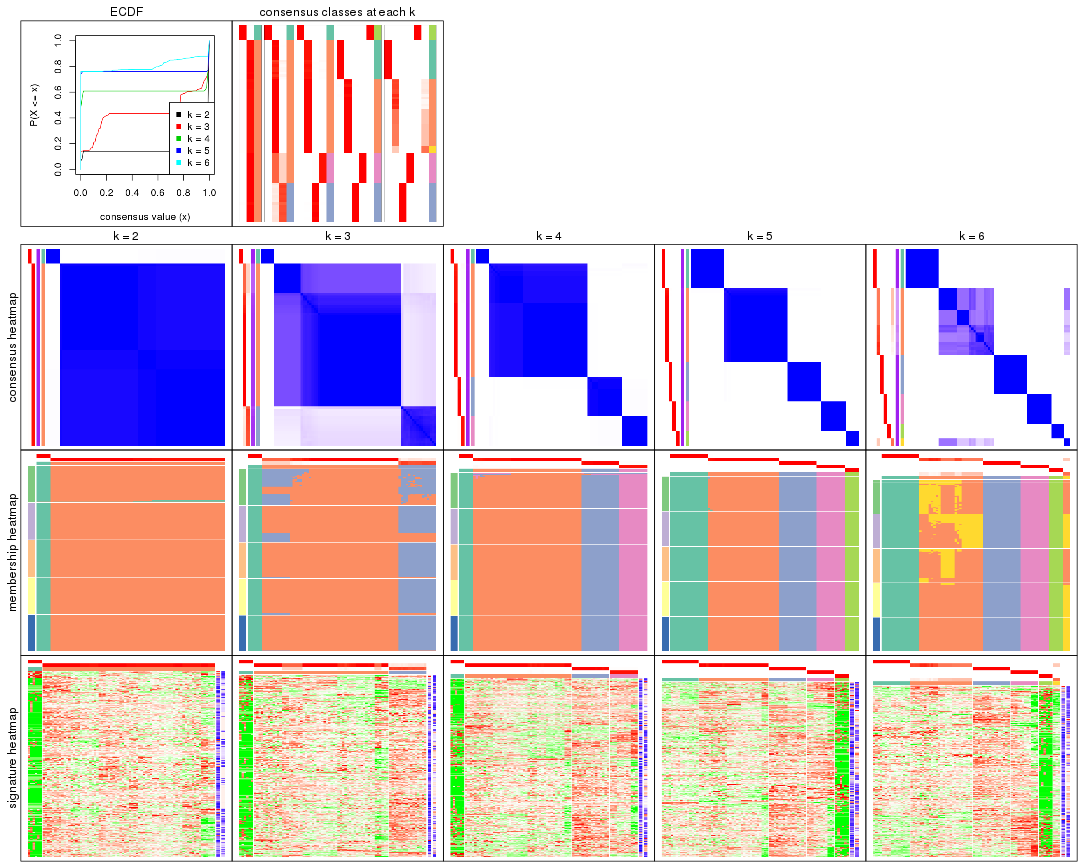 ECDF
consensus classes at each k
P(X <= x)
0.0 0.2 0.4 0.6 0.8 1.0
k = 2
k = 3
k = 4
k = 5
k = 6
0.0 0.2 0.4 0.6 0.8 1.0
consensus value (x)
k = 2
k = 3
k = 4
k = 5
k = 6
consensus heatmap
membership heatmap
signature heatmap